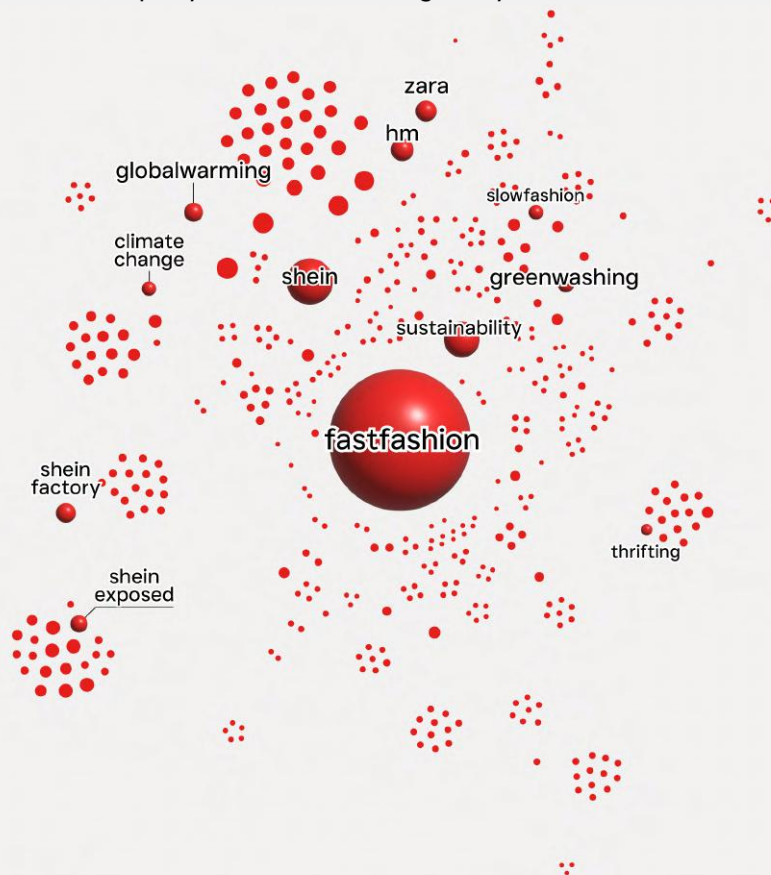 zara
hm
globalwarming
slowfashion
climate
change
shein
greenwashing
sustainability
fastfashion
shein
factory
thrifting
shein
exposed